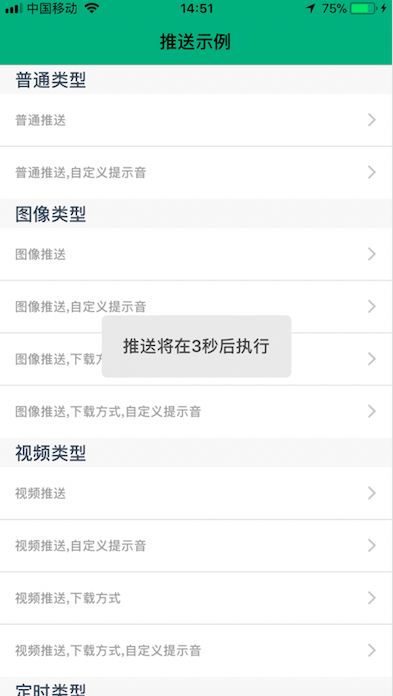 中国移动 14:51 75%
推送示例
普通类型
普通推送
普通推送,自定义提示音
图像类型
图像推送
图像推送,自定义提示音
推送将在3秒后执行
图像推送,下载方
图像推送,下载方式,自定义提示音
视频类型
视频推送
视频推送,自定义提示音
视频推送,下载方式
视频推送,下载方式,自定义提示音
定时类型